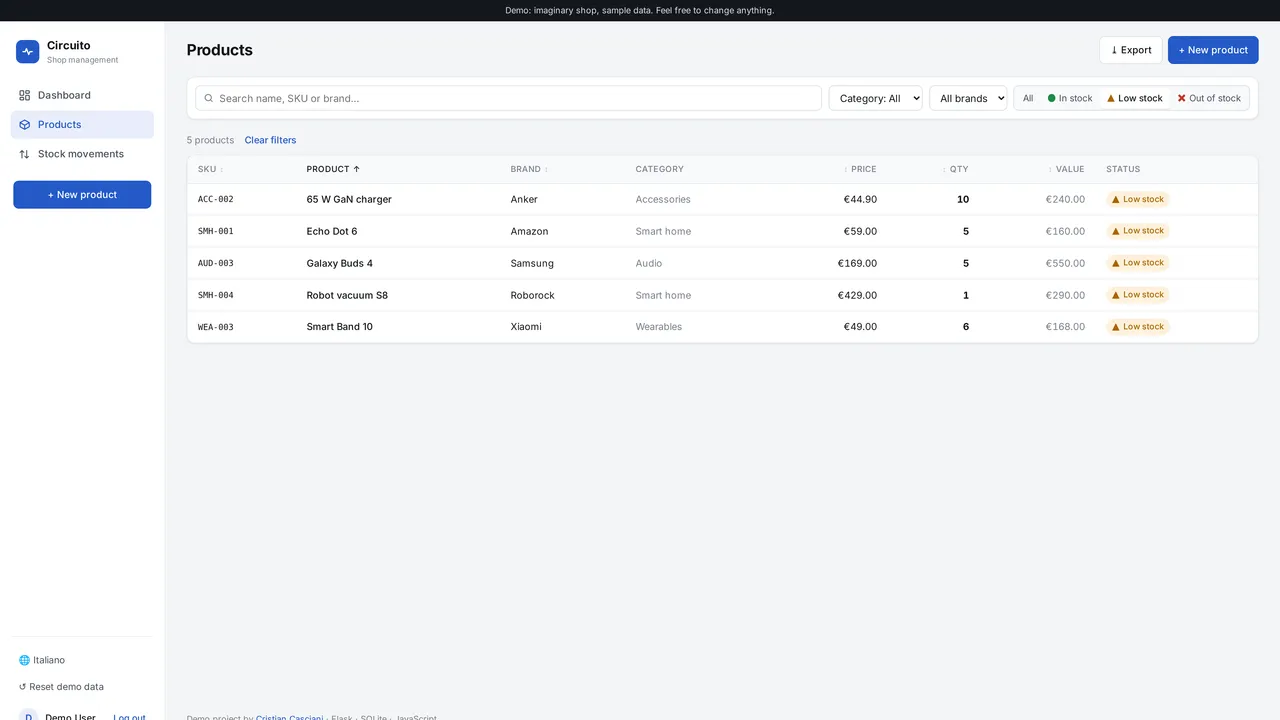 Demo: imaginary shop, sample data. Feel free to change anything.
Circuito
Shop management
Dashboard
Products
Stock movements
+ New product
Products
↓ Export
+ New product
Search name, SKU or brand...
Category: All
All brands
All
In stock
Low stock
Out of stock
5 products Clear filters
SKU PRODUCT ↑ BRAND CATEGORY PRICE QTY VALUE STATUS
ACC-002 65 W GaN charger Anker Accessories €44.90 10 €240.00 Low stock
SMH-001 Echo Dot 6 Amazon Smart home €59.00 5 €160.00 Low stock
AUD-003 Galaxy Buds 4 Samsung Audio €169.00 5 €550.00 Low stock
SMH-004 Robot vacuum S8 Roborock Smart home €429.00 1 €290.00 Low stock
WEA-003 Smart Band 10 Xiaomi Wearables €49.00 6 €168.00 Low stock
Italiano
↺ Reset demo data
D Demo User Log out
Demo project by Cristian Casciani · Flask · SQLite · JavaScript